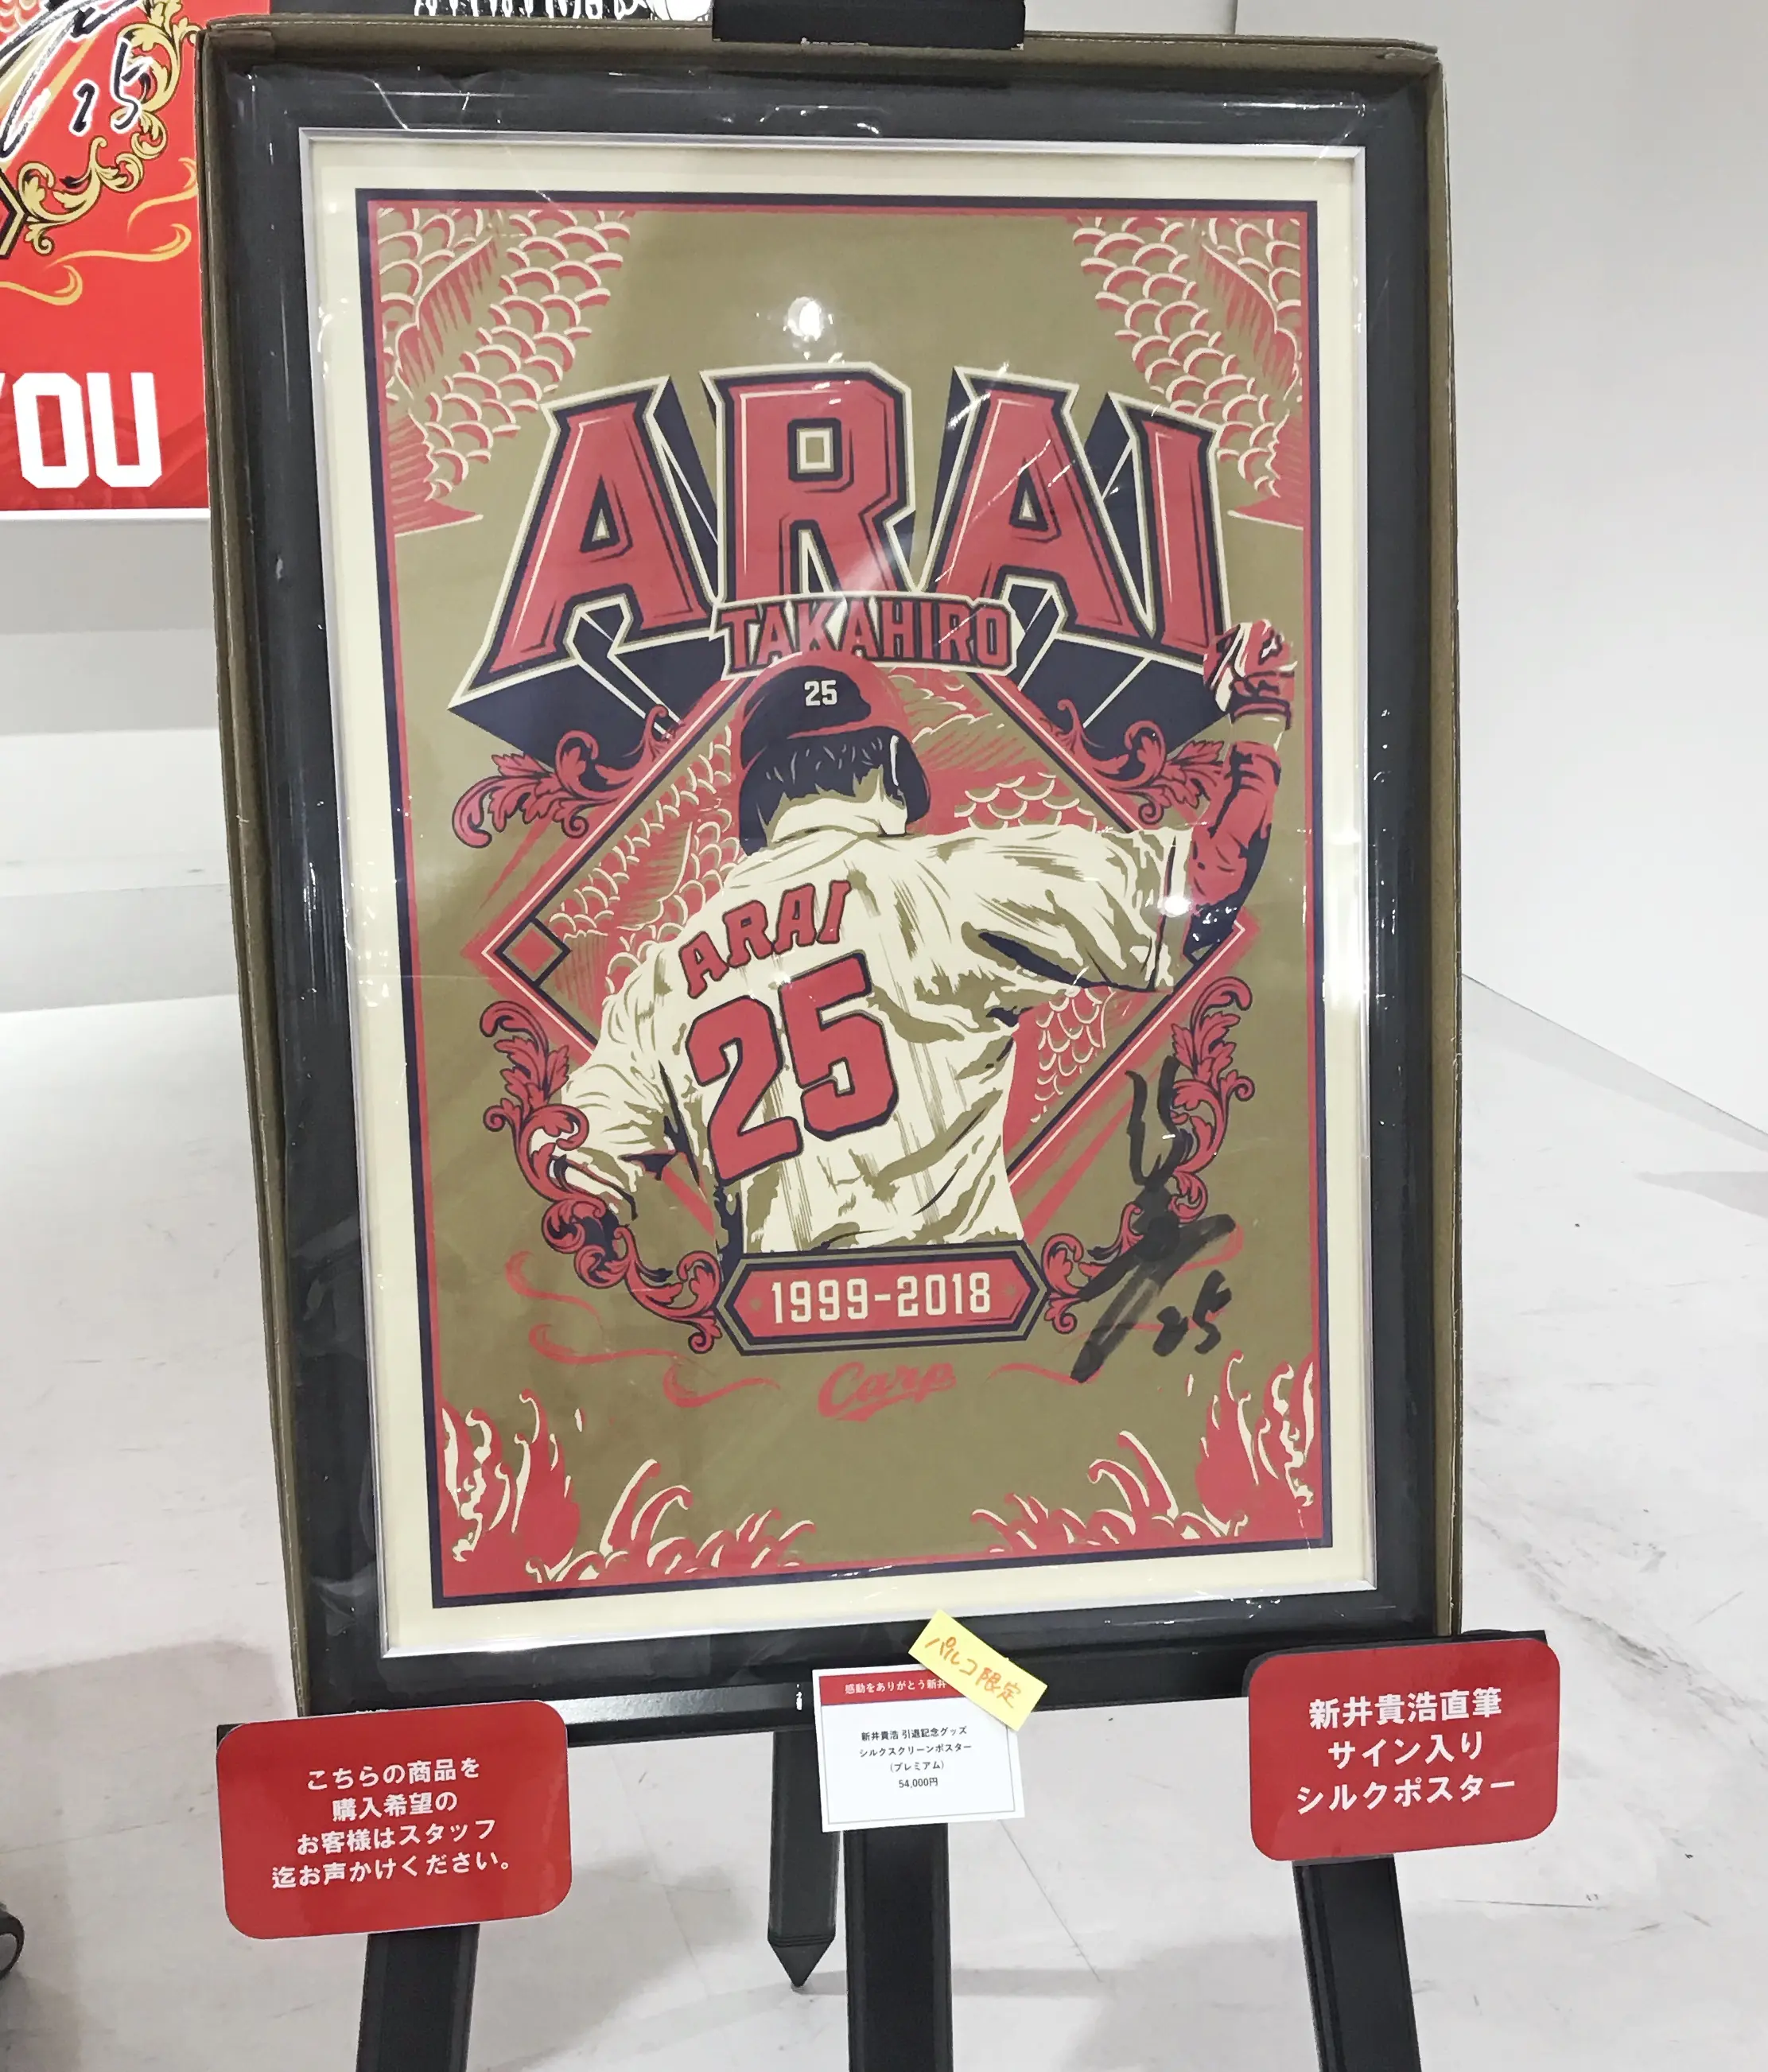 25
YOU
ARAI
TAKAHIRO
25
ARAI
25
1999-2018
25
Carp
パルコ限定
感動をありがとう新井
新井貴浩 引退記念グッズ
シルクスクリーンポスター
(プレミアム)
54,000円
こちらの商品を
購入希望の
お客様はスタッフ
迄お声かけください。
新井貴浩直筆
サイン入り
シルクポスター